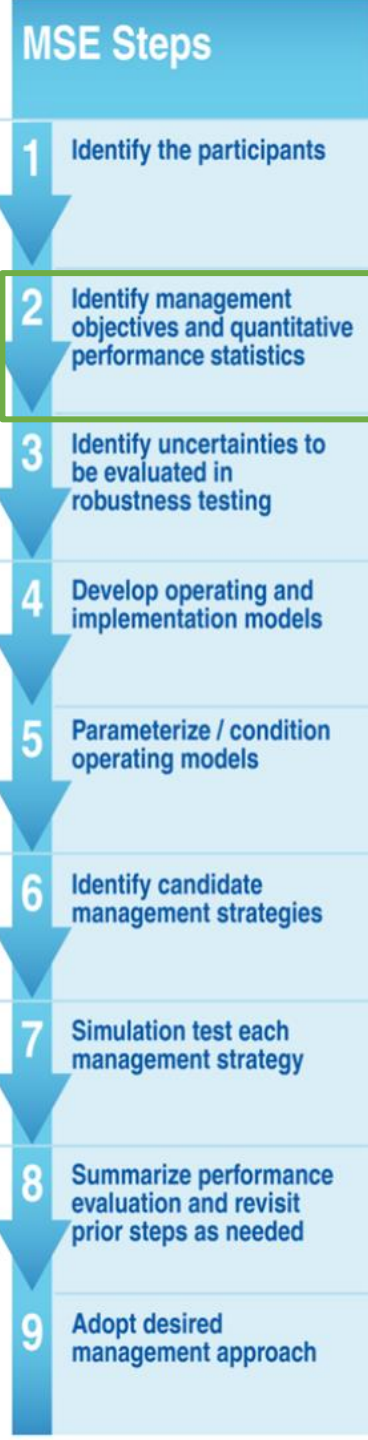 MSE Steps
1
Identify the participants
2
Identify management
objectives and quantitative
performance statistics
3
Identify uncertainties to
be evaluated in
robustness testing
4
Develop operating and
implementation models
5
Parameterize / condition
operating models
6
Identify candidate
management strategies
7
Simulation test each
management strategy
8
Summarize performance
evaluation and revisit
prior steps as needed
9
Adopt desired
management approach